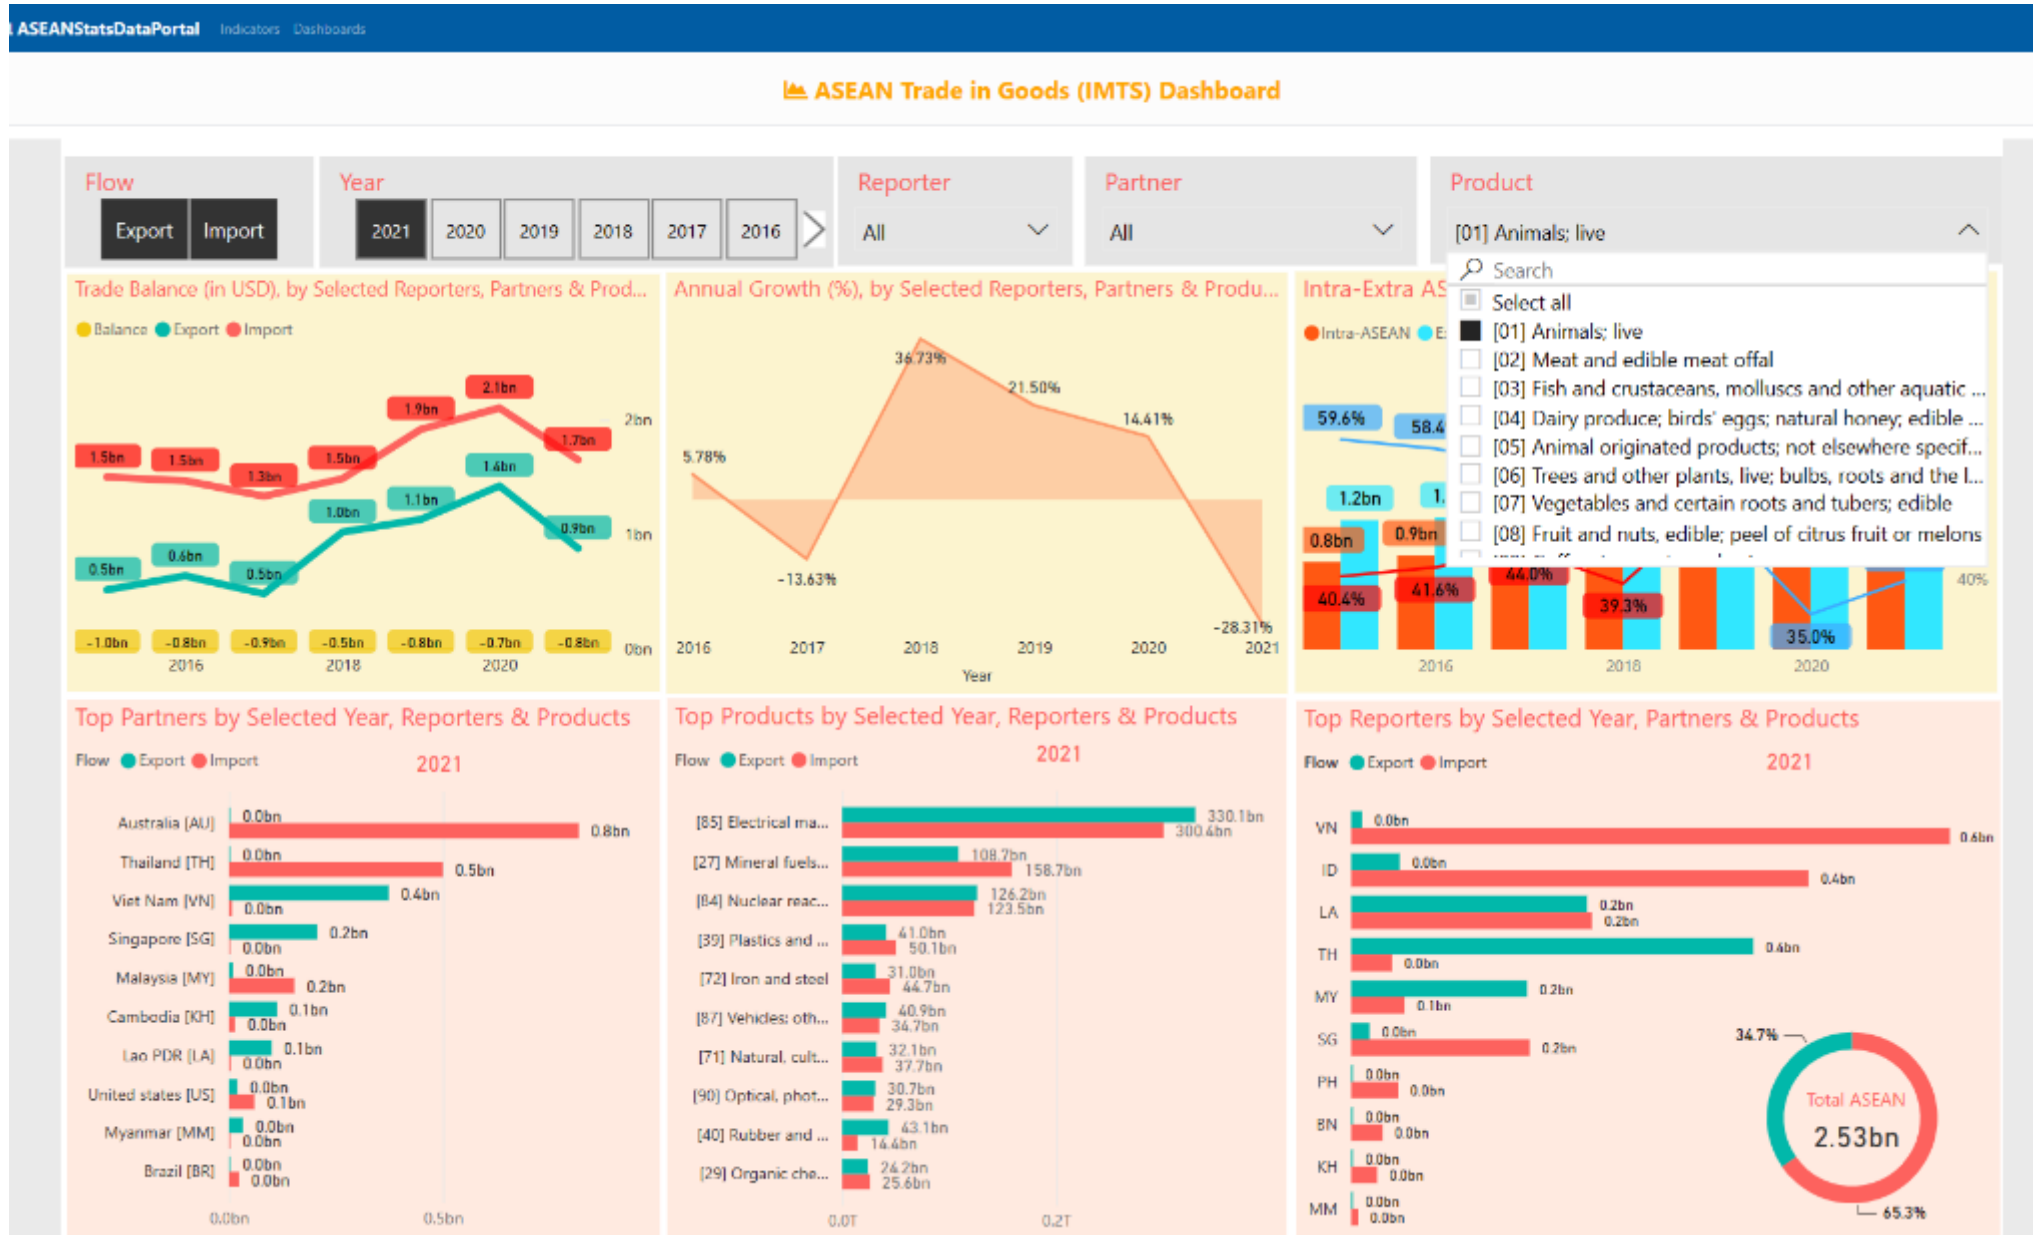 ASEANStatsDataPortal Indicators Dashboards
ASEAN Trade in Goods (IMTS) Dashboard
Flow
Export Import
Year
2021 2020 2019 2018 2017 2016
Reporter
All
Partner
All
Product
[01] Animals; live
Search
Select all
[01] Animals; live
[02] Meat and edible meat offal
[03] Fish and crustaceans, molluscs and other aquatic ...
[04] Dairy produce; birds' eggs; natural honey; edible ...
[05] Animal originated products; not elsewhere specif...
[06] Trees and other plants, live; bulbs, roots and the l...
[07] Vegetables and certain roots and tubers; edible
[08] Fruit and nuts, edible; peel of citrus fruit or melons
Trade Balance (in USD), by Selected Reporters, Partners & Prod...
Balance Export Import
2.1bn
1.9bn
2bn
1.7bn
1.5bn 1.5bn 1.3bn 1.5bn
1.4bn
1.1bn
1.0bn
0.9bn
1bn
0.5bn 0.6bn 0.5bn
-1.0bn -0.8bn -0.9bn -0.5bn -0.8bn -0.7bn -0.8bn 0bn
2016 2018 2020
Annual Growth (%), by Selected Reporters, Partners & Produ...
36.73%
21.50%
14.41%
5.78%
-13.63%
-28.31%
2016 2017 2018 2019 2020 2021
Year
Intra-Extra AS
Intra-ASEAN E
59.6% 58.4
1.2bn 1.
0.8bn 0.9bn
40.4% 41.6% 44.0% 39.3%
40%
35.0%
2016 2018 2020
Top Partners by Selected Year, Reporters & Products
Flow Export Import
2021
Australia [AU] 0.0bn 0.8bn
Thailand [TH] 0.0bn 0.5bn
Viet Nam [VN] 0.4bn 0.0bn
Singapore [SG] 0.2bn 0.0bn
Malaysia [MY] 0.0bn 0.2bn
Cambodia [KH] 0.1bn 0.0bn
Lao PDR [LA] 0.1bn 0.0bn
United states [US] 0.0bn 0.1bn
Myanmar [MM] 0.0bn 0.0bn
Brazil [BR] 0.0bn 0.0bn
0.0bn 0.5bn
Top Products by Selected Year, Reporters & Products
Flow Export Import
2021
[85] Electrical ma... 330.1bn 300.4bn
[27] Mineral fuels... 108.7bn 158.7bn
[84] Nuclear reac... 126.2bn 123.5bn
[39] Plastics and ... 41.0bn 50.1bn
[72] Iron and steel 31.0bn 44.7bn
[87] Vehicles; oth... 40.9bn 34.7bn
[71] Natural, cult... 32.1bn 37.7bn
[90] Optical, phot... 30.7bn 29.3bn
[40] Rubber and ... 43.1bn 14.4bn
[29] Organic che... 24.2bn 25.6bn
0.0T 0.2T
Top Reporters by Selected Year, Partners & Products
Flow Export Import
2021
VN 0.0bn 0.6bn
ID 0.0bn 0.4bn
LA 0.2bn 0.2bn
TH 0.4bn 0.0bn
MY 0.2bn 0.1bn
SG 0.0bn 0.2bn
PH 0.0bn 0.0bn
BN 0.0bn 0.0bn
KH 0.0bn 0.0bn
MM 0.0bn 0.0bn
34.7%
Total ASEAN
2.53bn
65.3%